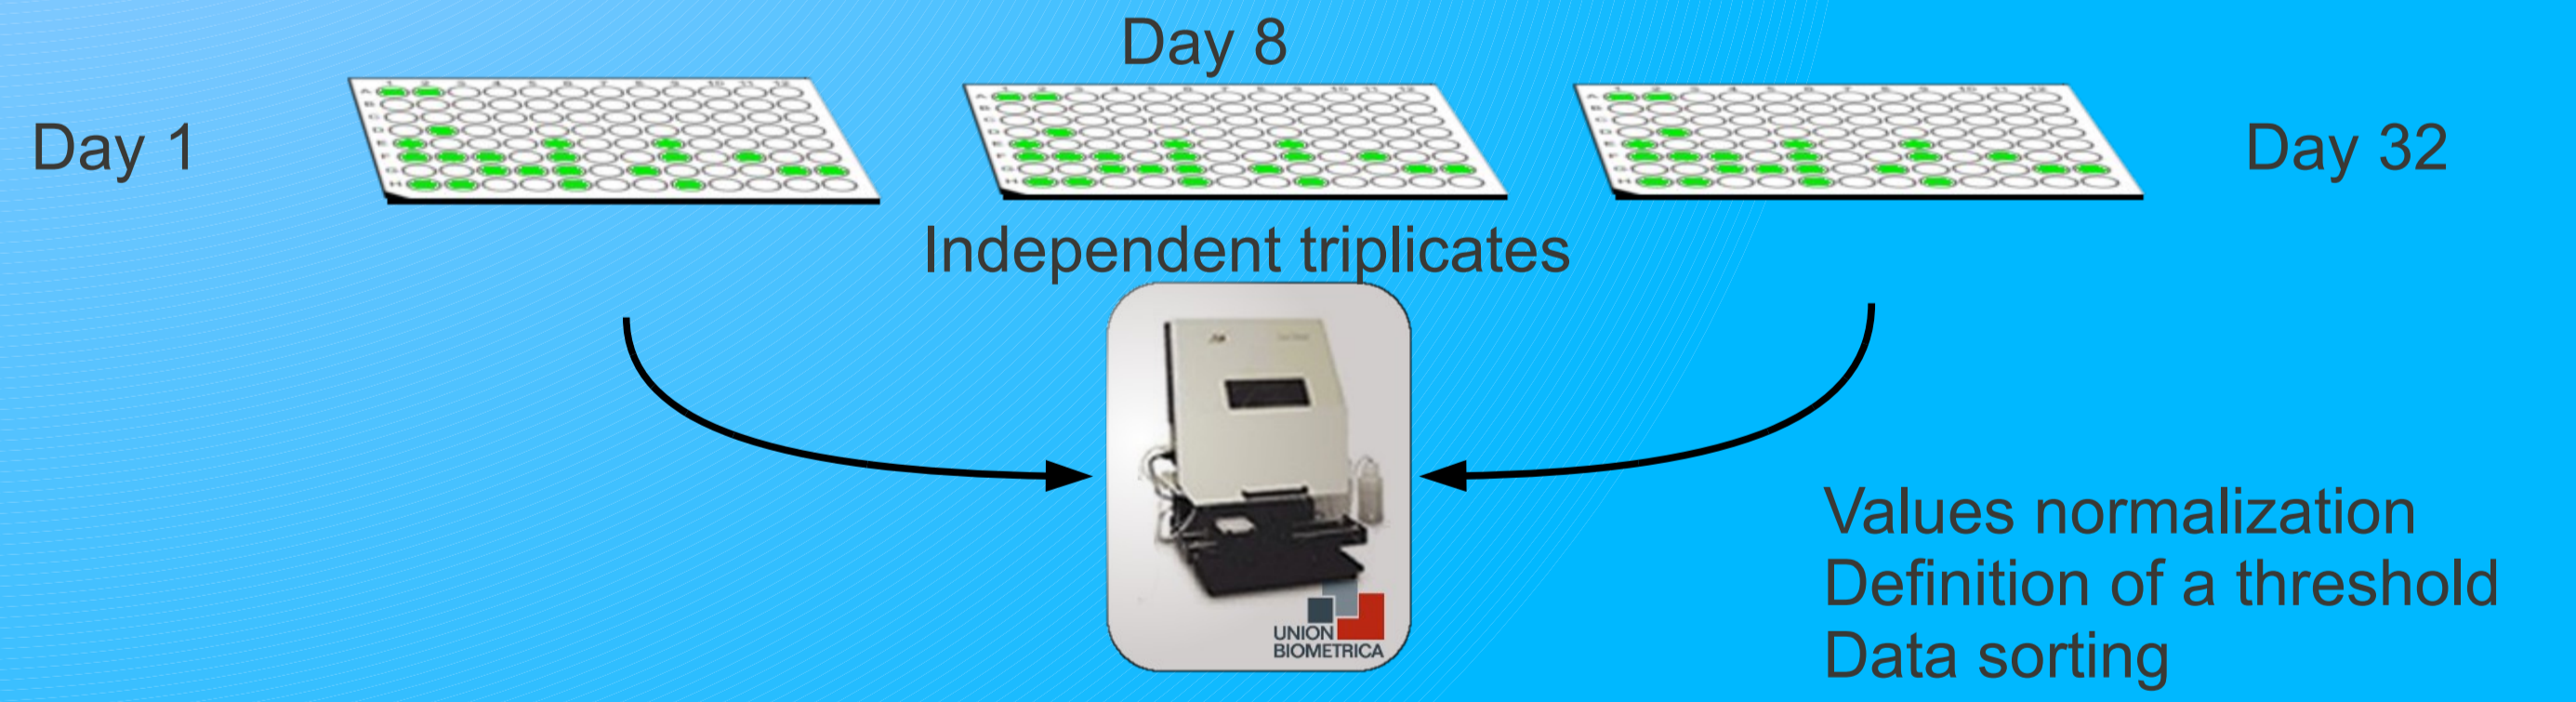 Day 8
Day 1
Day 32
Independent triplicates
UNION
BIOMETRICA
Values normalization
Definition of a threshold
Data sorting